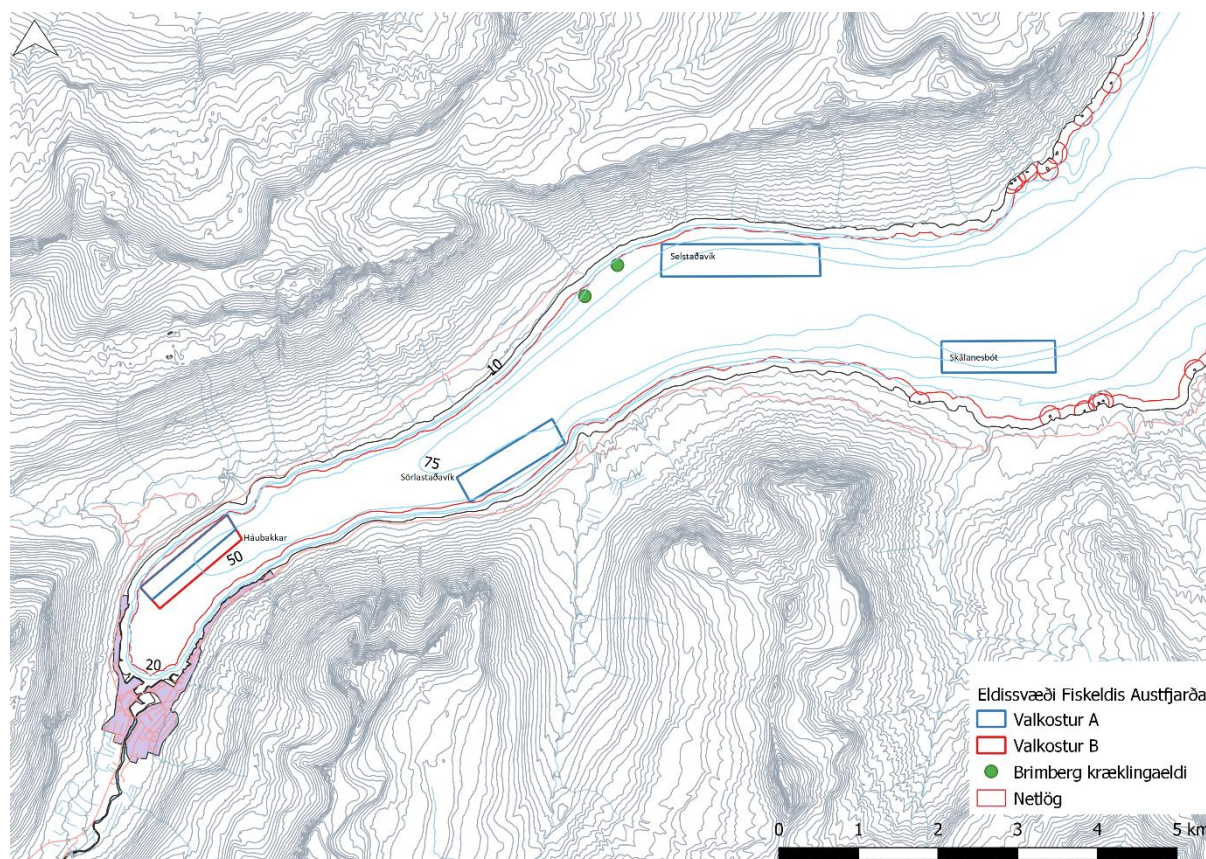 Selstaðavik
Skálanesbót
10
75
Sörlastaðavík
Háubakkar
50
20
Eldissvæði Fiskeldis Austfjarða
Valkostur A
Valkostur B
Brimberg kræklingaeldi
Netlög
0 1 2 3 4 5 km